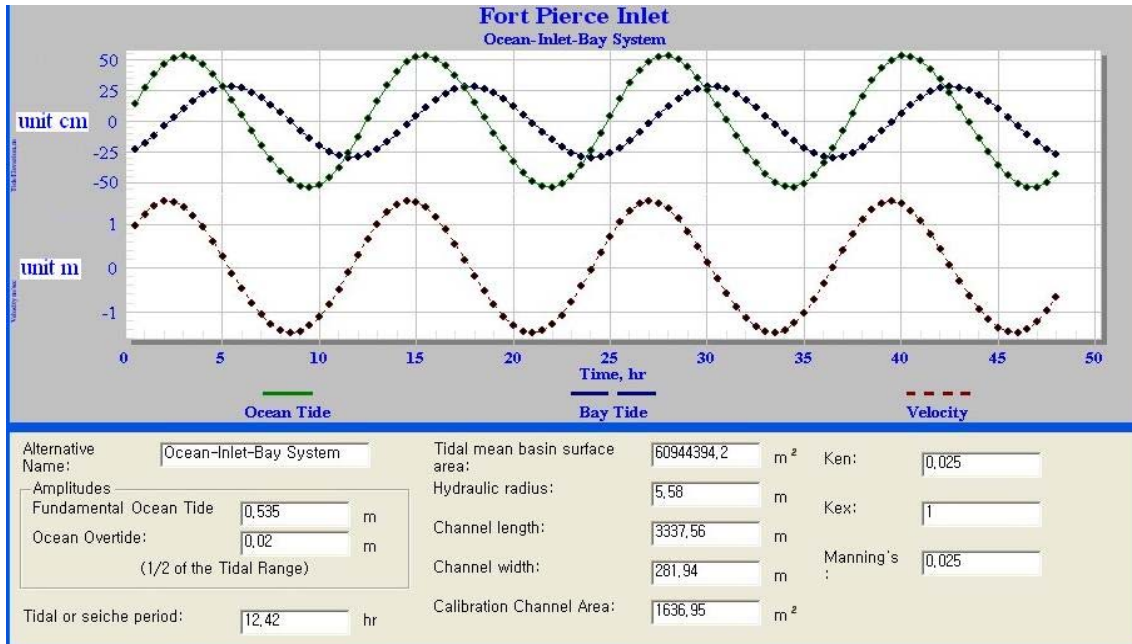 Fort Pierce Inlet
Ocean-Inlet-Bay System
50
25
unit cm 0
-25
-50
1
unit m 0
-1
0 5 10 15 20 25 30 35 40 45 50
Time, hr
Ocean Tide Bay Tide Velocity
Alternative Name: Ocean-Inlet-Bay System
Amplitudes
Fundamental Ocean Tide 0,535 m
Ocean Overtide: 0,02 m
(1/2 of the Tidal Range)
Tidal or seiche period: 12,42 hr
Tidal mean basin surface area: 60944394,2 m²
Hydraulic radius: 5,58 m
Channel length: 3337,56 m
Channel width: 281,94 m
Calibration Channel Area: 1636,95 m²
Ken: 0,025
Kex: 1
Manning's : 0,025